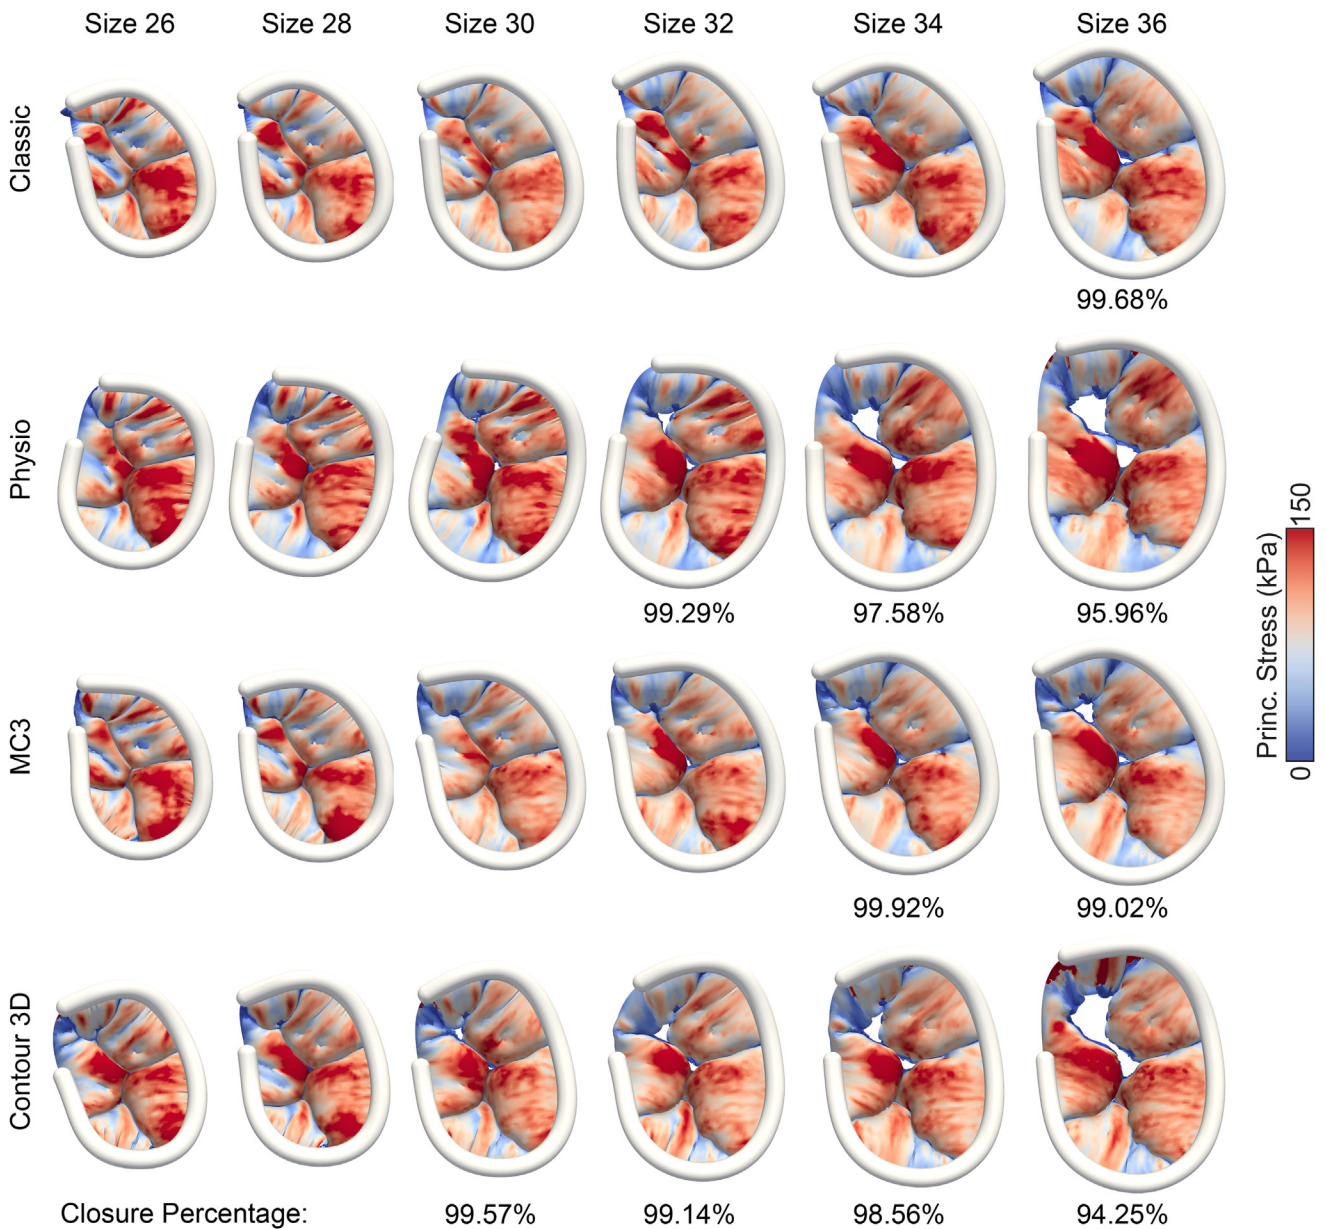 Size 26 Size 28 Size 30 Size 32 Size 34 Size 36
Classic
99.68%
Physio
99.29% 97.58% 95.96%
150
Princ. Stress (kPa)
0
MC3
99.92% 99.02%
Contour 3D
Closure Percentage: 99.57% 99.14% 98.56% 94.25%